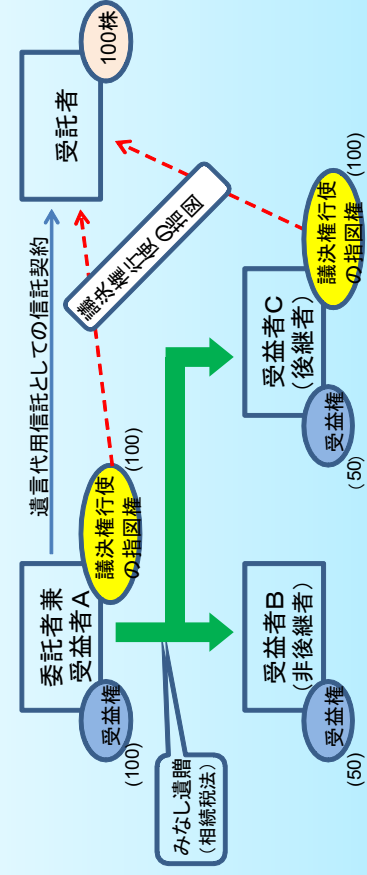 遺言代用信託としての信託契約
委託者兼
受益者A
受益権
(100)
議決権行使
の指図権
(100)
受託者
100株
議決権行使の指図
みなし遺贈
(相続税法)
受益者B
(非後継者)
受益権
(50)
受益者C
(後継者)
受益権
(50)
議決権行使
の指図権
(100)